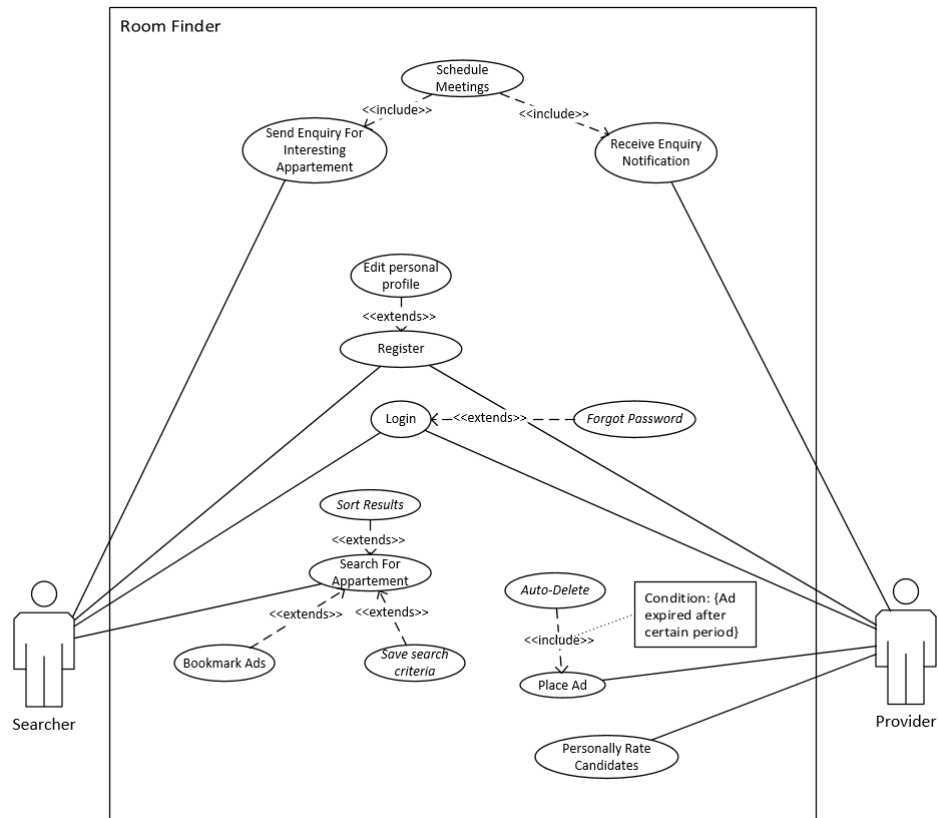 Room Finder
Schedule
Meetings
<<include>>
<<include>>
Send Enquiry For
Interesting
Appartement
Receive Enquiry
Notification
Edit personal
profile
<<extends>>
Register
Login
<<extends>>
Forgot Password
Sort Results
<<extends>>
Search For
Appartement
<<extends>>
<<extends>>
Bookmark Ads
Save search
criteria
Auto-Delete
Condition: {Ad
expired after
certain period}
<<include>>
Place Ad
Personally Rate
Candidates
Searcher
Provider